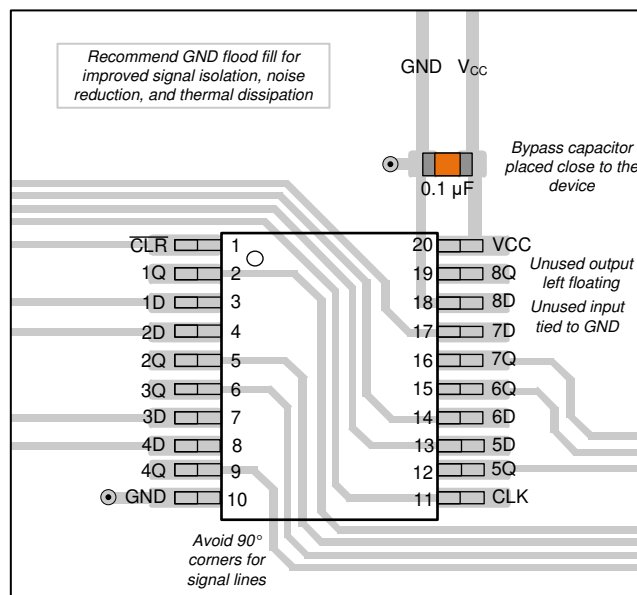 Recommend GND flood fill for
improved signal isolation, noise
reduction, and thermal dissipation
GND VCC
Bypass capacitor
placed close to the
device
0.1 µF
CLR 1 20 VCC
1Q 2 19 8Q
Unused output
left floating
1D 3 18 8D
Unused input
tied to GND
2D 4 17 7D
2Q 5 16 7Q
3Q 6 15 6Q
3D 7 14 6D
4D 8 13 5D
4Q 9 12 5Q
GND 10 11 CLK
Avoid 90°
corners for
signal lines